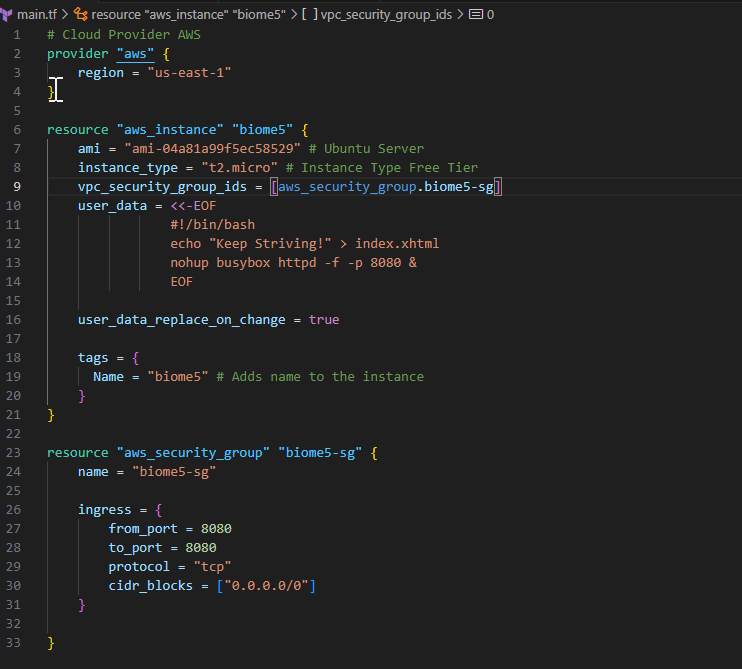 main.tf > resource "aws_instance" "biome5" > [ ] vpc_security_group_ids > 0
1 # Cloud Provider AWS
2 provider "aws" {
3     region = "us-east-1"
4 }
5
6 resource "aws_instance" "biome5" {
7     ami = "ami-04a81a99f5ec58529" # Ubuntu Server
8     instance_type = "t2.micro" # Instance Type Free Tier
9     vpc_security_group_ids = [aws_security_group.biome5-sg]
10     user_data = <<-EOF
11                 #!/bin/bash
12                 echo "Keep Striving!" > index.xhtml
13                 nohup busybox httpd -f -p 8080 &
14                 EOF
15
16     user_data_replace_on_change = true
17
18     tags = {
19       Name = "biome5" # Adds name to the instance
20     }
21 }
22
23 resource "aws_security_group" "biome5-sg" {
24     name = "biome5-sg"
25
26     ingress = {
27         from_port = 8080
28         to_port = 8080
29         protocol = "tcp"
30         cidr_blocks = ["0.0.0.0/0"]
31     }
32
33 }